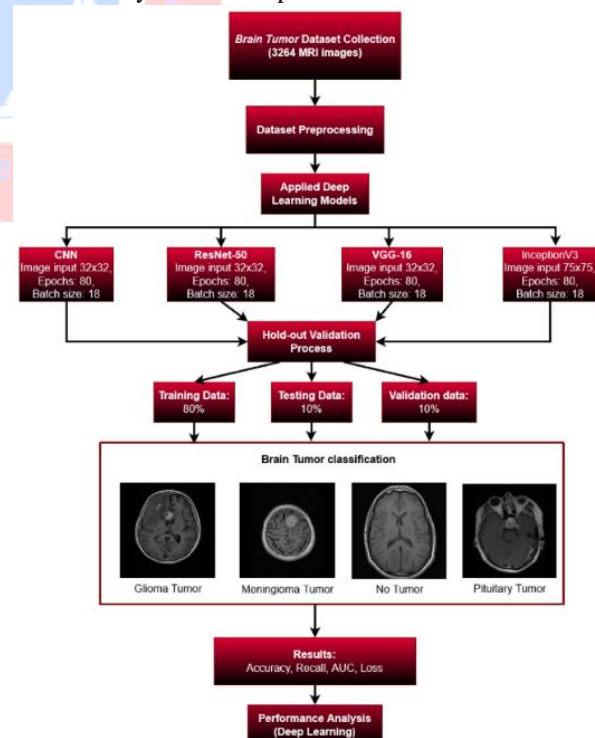 Brain Tumor Dataset Collection
(3264 MRI images)
Dataset Preprocessing
Applied Deep
Learning Models
CNN
Image input 32x32,
Epochs: 80,
Batch size: 18
ResNet-50
Image input 32x32,
Epochs: 80,
Batch size: 18
VGG-16
Image input 32x32,
Epochs: 80,
Batch size: 18
InceptionV3
Image input 75x75,
Epochs: 80,
Batch size: 18
Hold-out Validation
Process
Training Data:
80%
Testing Data:
10%
Validation data:
10%
Brain Tumor classification
Glioma Tumor
Meningioma Tumor
No Tumor
Pituitary Tumor
Results:
Accuracy, Recall, AUC, Loss
Performance Analysis
(Deep Learning)